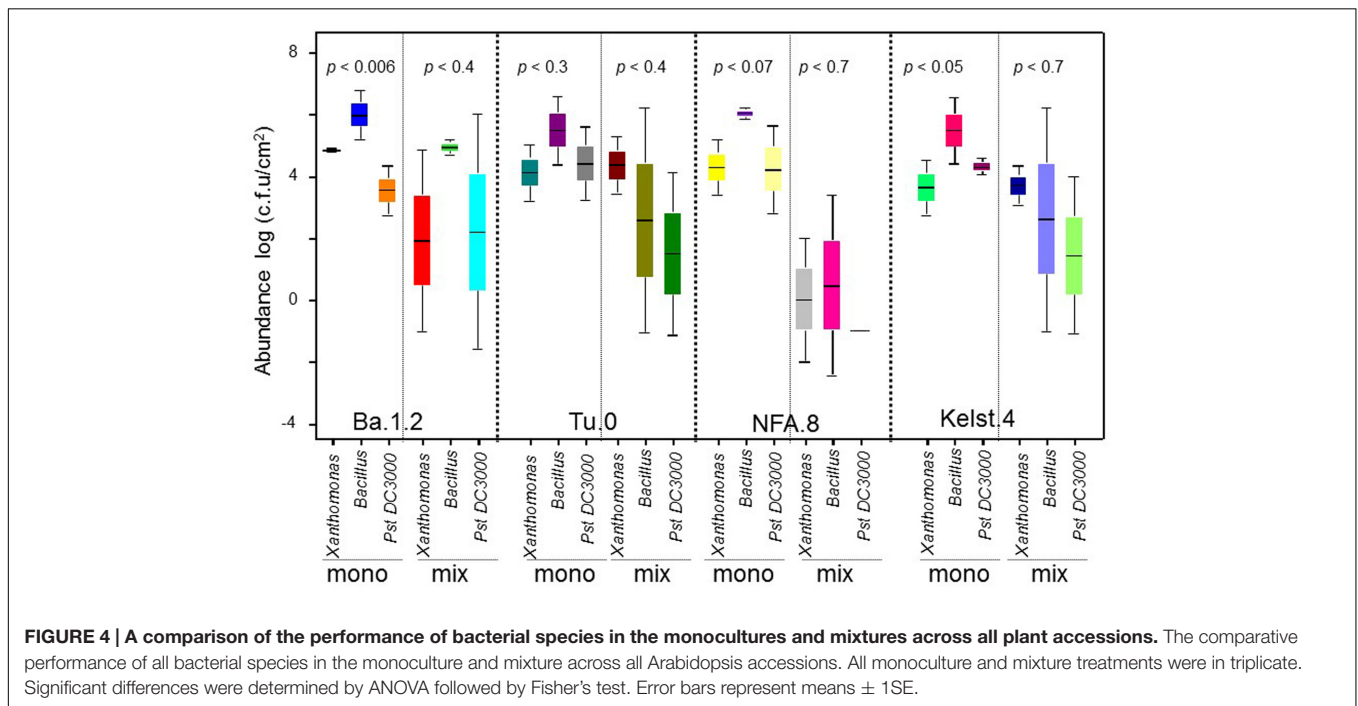 8
4
0
-4
Abundance log (c.f.u/cm²)
p < 0.006
p < 0.4
p < 0.3
p < 0.4
p < 0.07
p < 0.7
p < 0.05
p < 0.7
Ba.1.2
Tu.0
NFA.8
Kelst.4
Xanthomonas
Bacillus
Pst DC3000
Xanthomonas
Bacillus
Pst DC3000
Xanthomonas
Bacillus
Pst DC3000
Xanthomonas
Bacillus
Pst DC3000
Xanthomonas
Bacillus
Pst DC3000
Xanthomonas
Bacillus
Pst DC3000
Xanthomonas
Bacillus
Pst DC3000
Xanthomonas
Bacillus
Pst DC3000
mono
mix
mono
mix
mono
mix
mono
mix
FIGURE 4 | A comparison of the performance of bacterial species in the monocultures and mixtures across all plant accessions. The comparative
performance of all bacterial species in the monoculture and mixture across all Arabidopsis accessions. All monoculture and mixture treatments were in triplicate.
Significant differences were determined by ANOVA followed by Fisher's test. Error bars represent means ± 1SE.